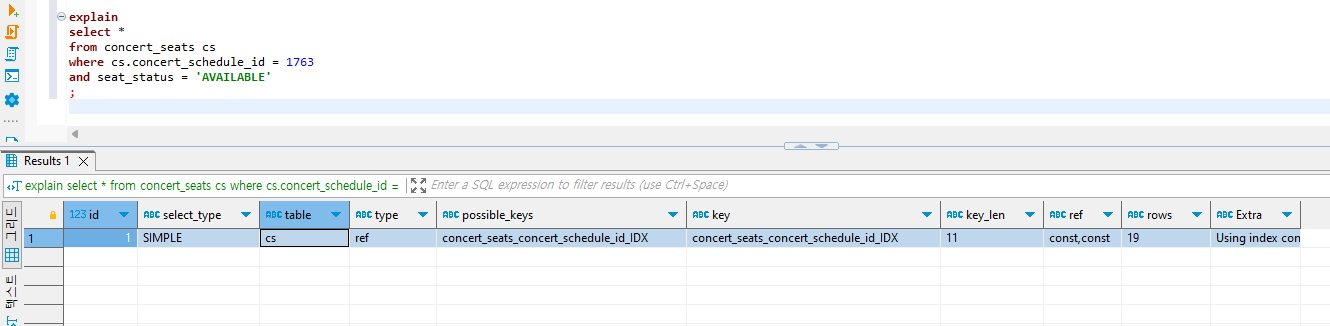 explain
select *
from concert_seats cs
where cs.concert_schedule_id = 1763
and seat_status = 'AVAILABLE'
;
Results 1
explain select * from concert_seats cs where cs.concert_schedule_id =
Enter a SQL expression to filter results (use Ctrl+Space)
그리드
123 id ABC select_type ABC table ABC type ABC possible_keys ABC key ABC key_len ABC ref ABC rows ABC Extra
1 1 SIMPLE cs ref concert_seats_concert_schedule_id_IDX concert_seats_concert_schedule_id_IDX 11 const,const 19 Using index con
텍스트